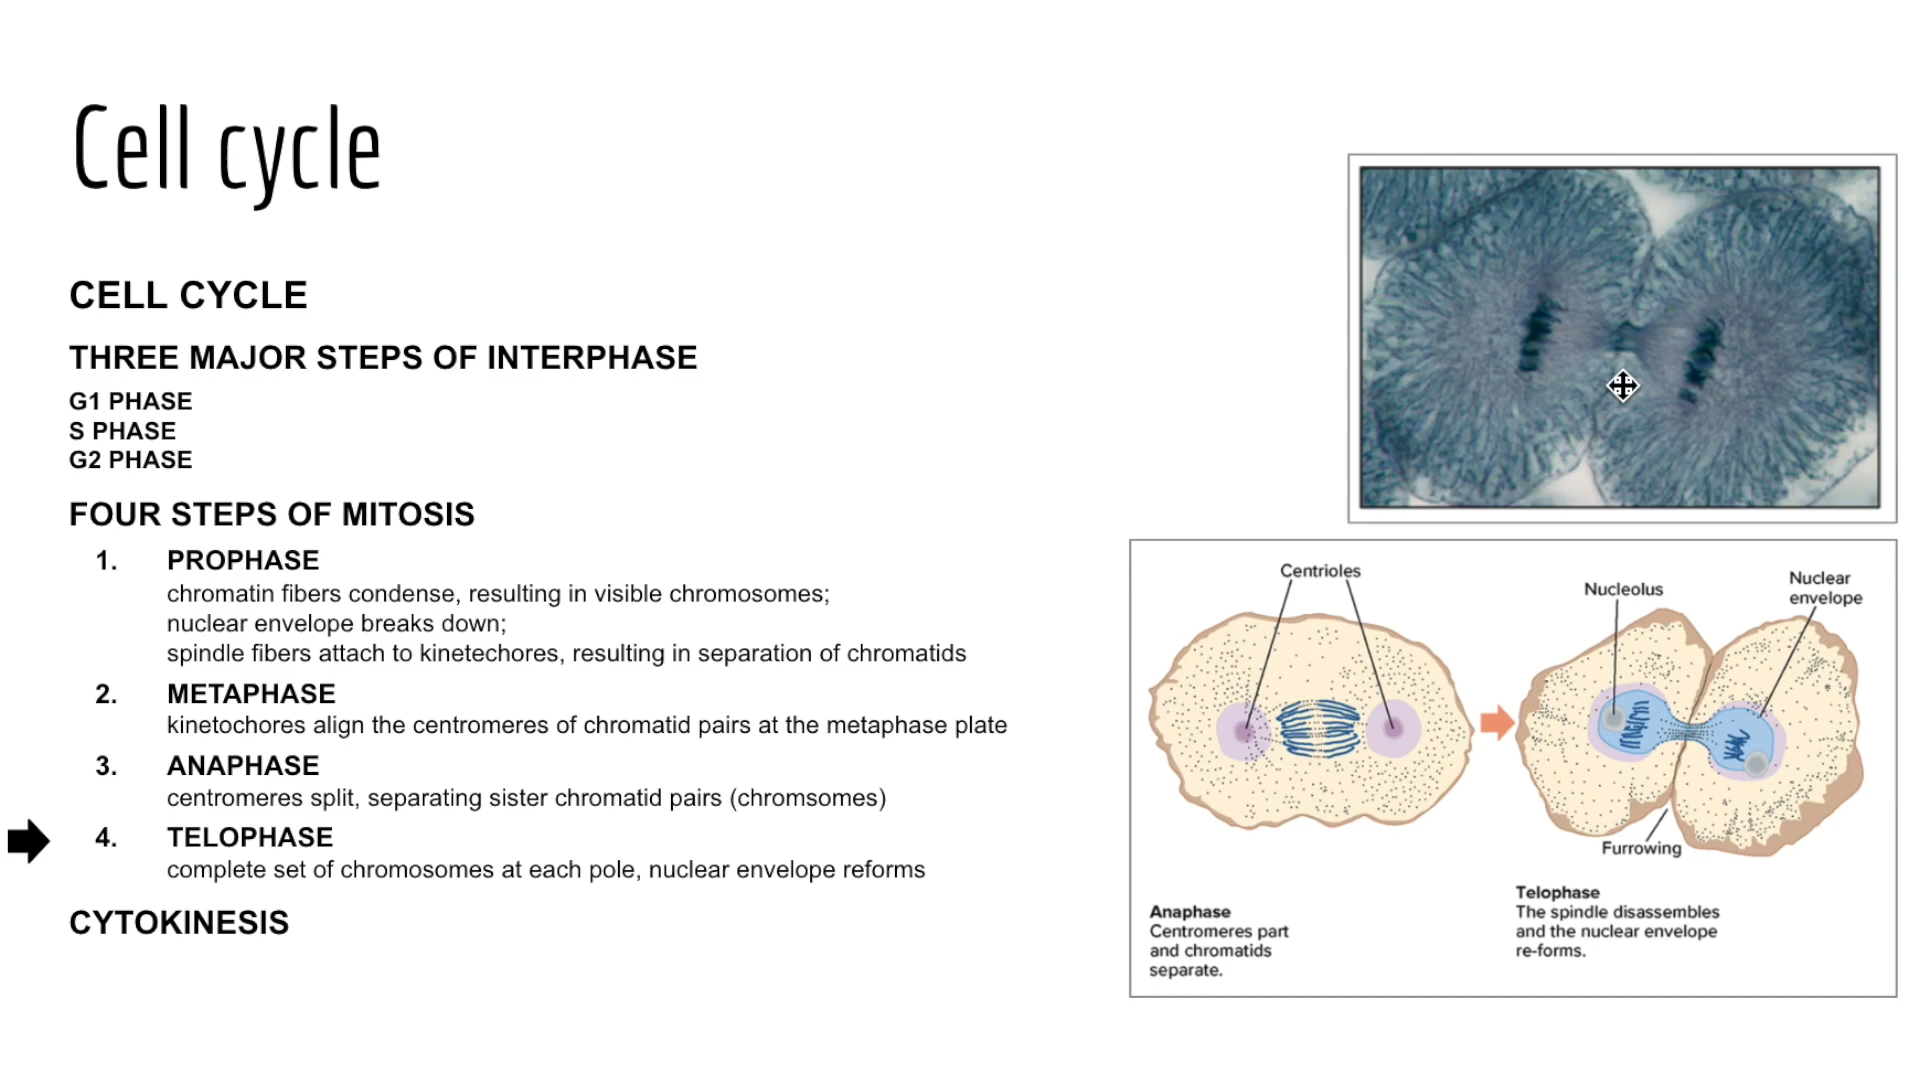 Cell cycle
CELL CYCLE
THREE MAJOR STEPS OF INTERPHASE
G1 PHASE
S PHASE
G2 PHASE
FOUR STEPS OF MITOSIS
1. PROPHASE
chromatin fibers condense, resulting in visible chromosomes;
nuclear envelope breaks down;
spindle fibers attach to kinetechores, resulting in separation of chromatids
2. METAPHASE
kinetochores align the centromeres of chromatid pairs at the metaphase plate
3. ANAPHASE
centromeres split, separating sister chromatid pairs (chromsomes)
4. TELOPHASE
complete set of chromosomes at each pole, nuclear envelope reforms
CYTOKINESIS
Centrioles
Nucleolus
Nuclear
envelope
Furrowing
Anaphase
Centromeres part
and chromatids
separate.
Telophase
The spindle disassembles
and the nuclear envelope
re-forms.